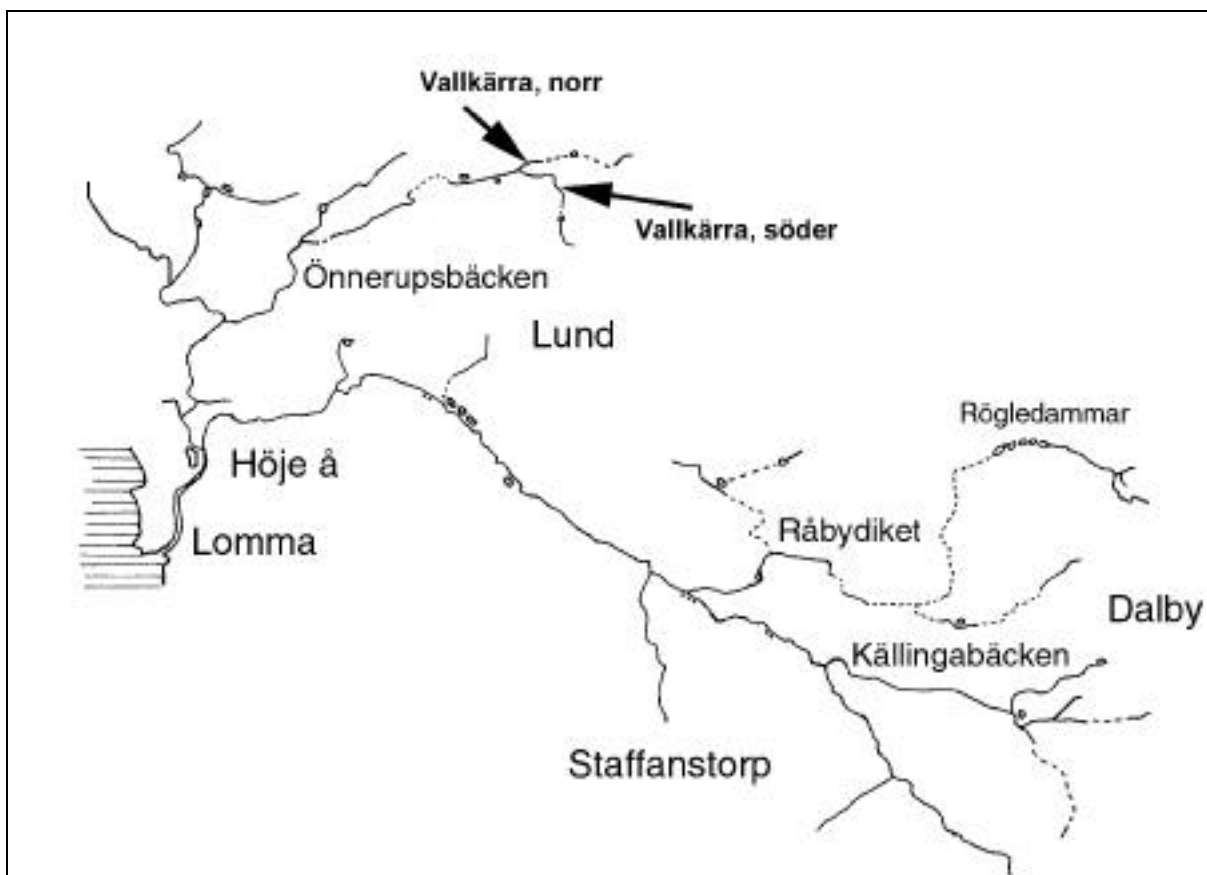 Vallkärra, norr
Vallkärra, söder
Önnerupsbäcken
Lund
Rögledammar
Höje å
Råbydiket
Lomma
Dalby
Källingabäcken
Staffanstorp